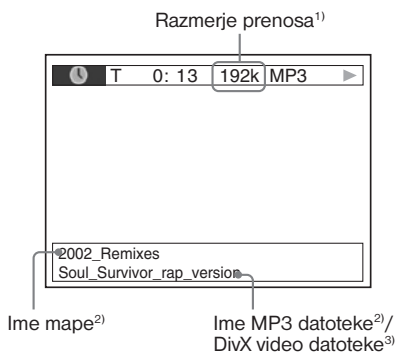 Razmerje prenosa1)
T 0: 13 192k MP3
2002_Remixes
Soul_Survivor_rap_version
Ime mape2)
Ime MP3 datoteke2)/
DivX video datoteke3)